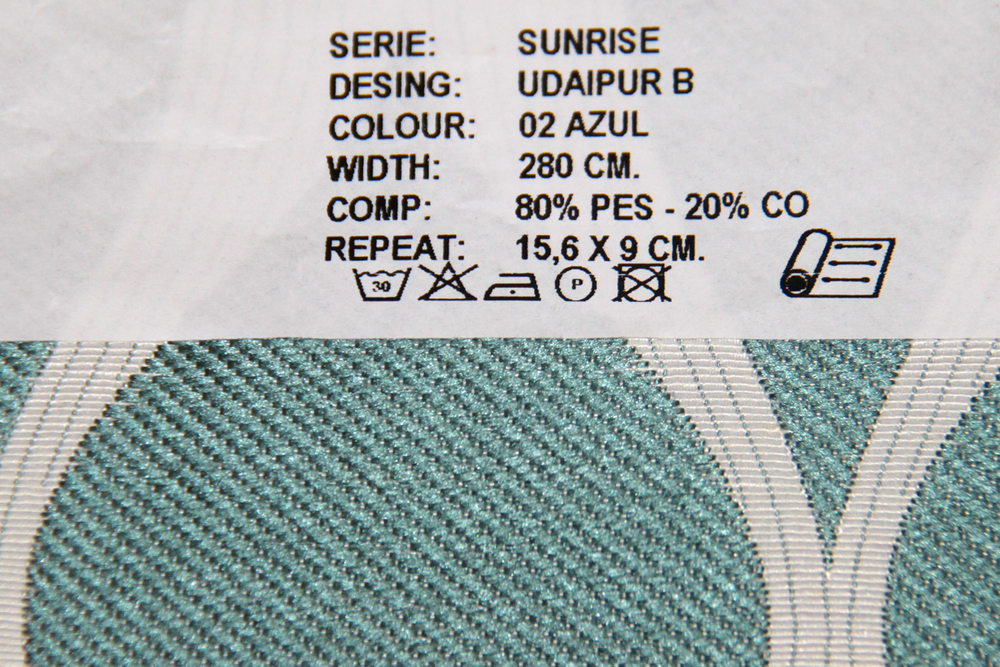 SERIE: SUNRISE
DESING: UDAIPUR B
COLOUR: 02 AZUL
WIDTH: 280 CM.
COMP: 80% PES - 20% CO
REPEAT: 15,6 X 9 CM.
30 P